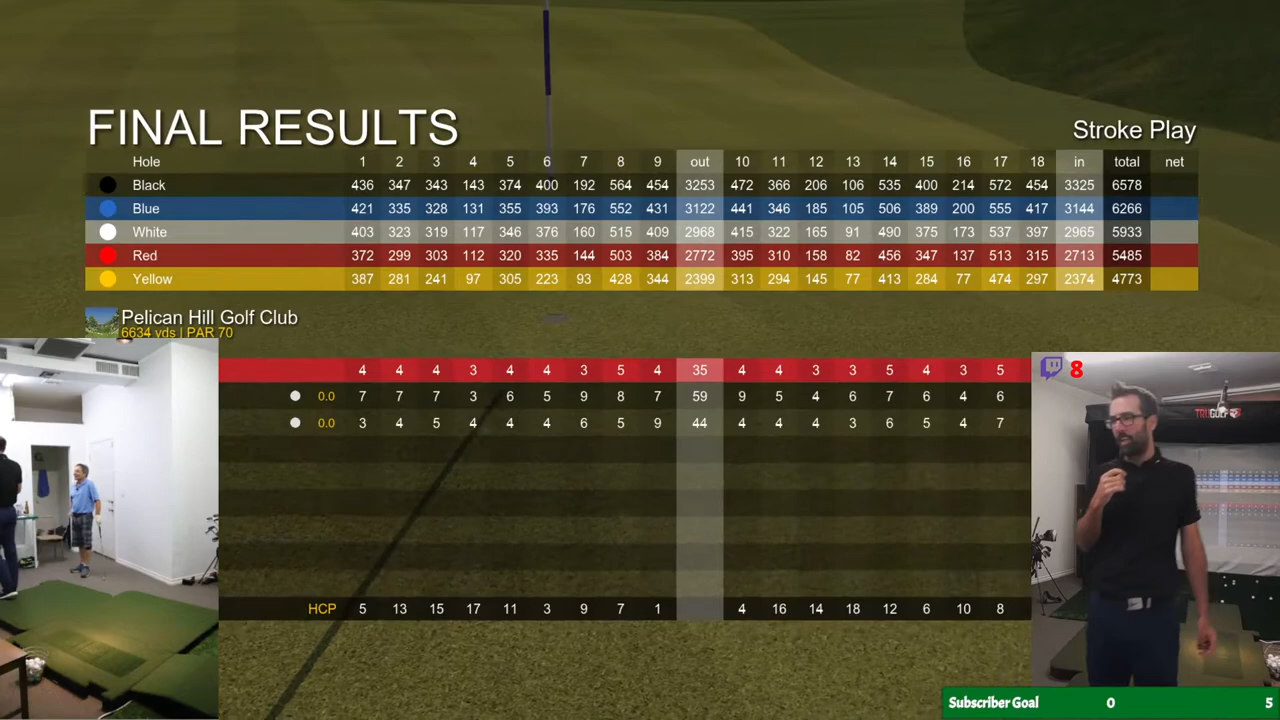 FINAL RESULTS
Stroke Play
Hole 1 2 3 4 5 6 7 8 9 out 10 11 12 13 14 15 16 17 18 in total net
Black 436 347 343 143 374 400 192 564 454 3253 472 366 206 106 535 400 214 572 454 3325 6578
Blue 421 335 328 131 355 393 176 552 431 3122 441 346 185 105 506 389 200 555 417 3144 6266
White 403 323 319 117 346 376 160 515 409 2968 415 322 165 91 490 375 173 537 397 2965 5933
Red 372 299 303 112 320 335 144 503 384 2772 395 310 158 82 456 347 137 513 315 2713 5485
Yellow 387 281 241 97 305 223 93 428 344 2399 313 294 145 77 413 284 77 474 297 2374 4773
Pelican Hill Golf Club
6634 yds | PAR 70
4 4 4 3 4 4 3 5 4 35 4 4 3 3 5 4 3 5
0.0 7 7 7 3 6 5 9 8 7 59 9 5 4 6 7 6 4 6
0.0 3 4 5 4 4 4 6 5 9 44 4 4 4 3 6 5 4 7
HCP 5 13 15 17 11 3 9 7 1 4 16 14 18 12 6 10 8
8
TRUGOLF
Subscriber Goal 0 5